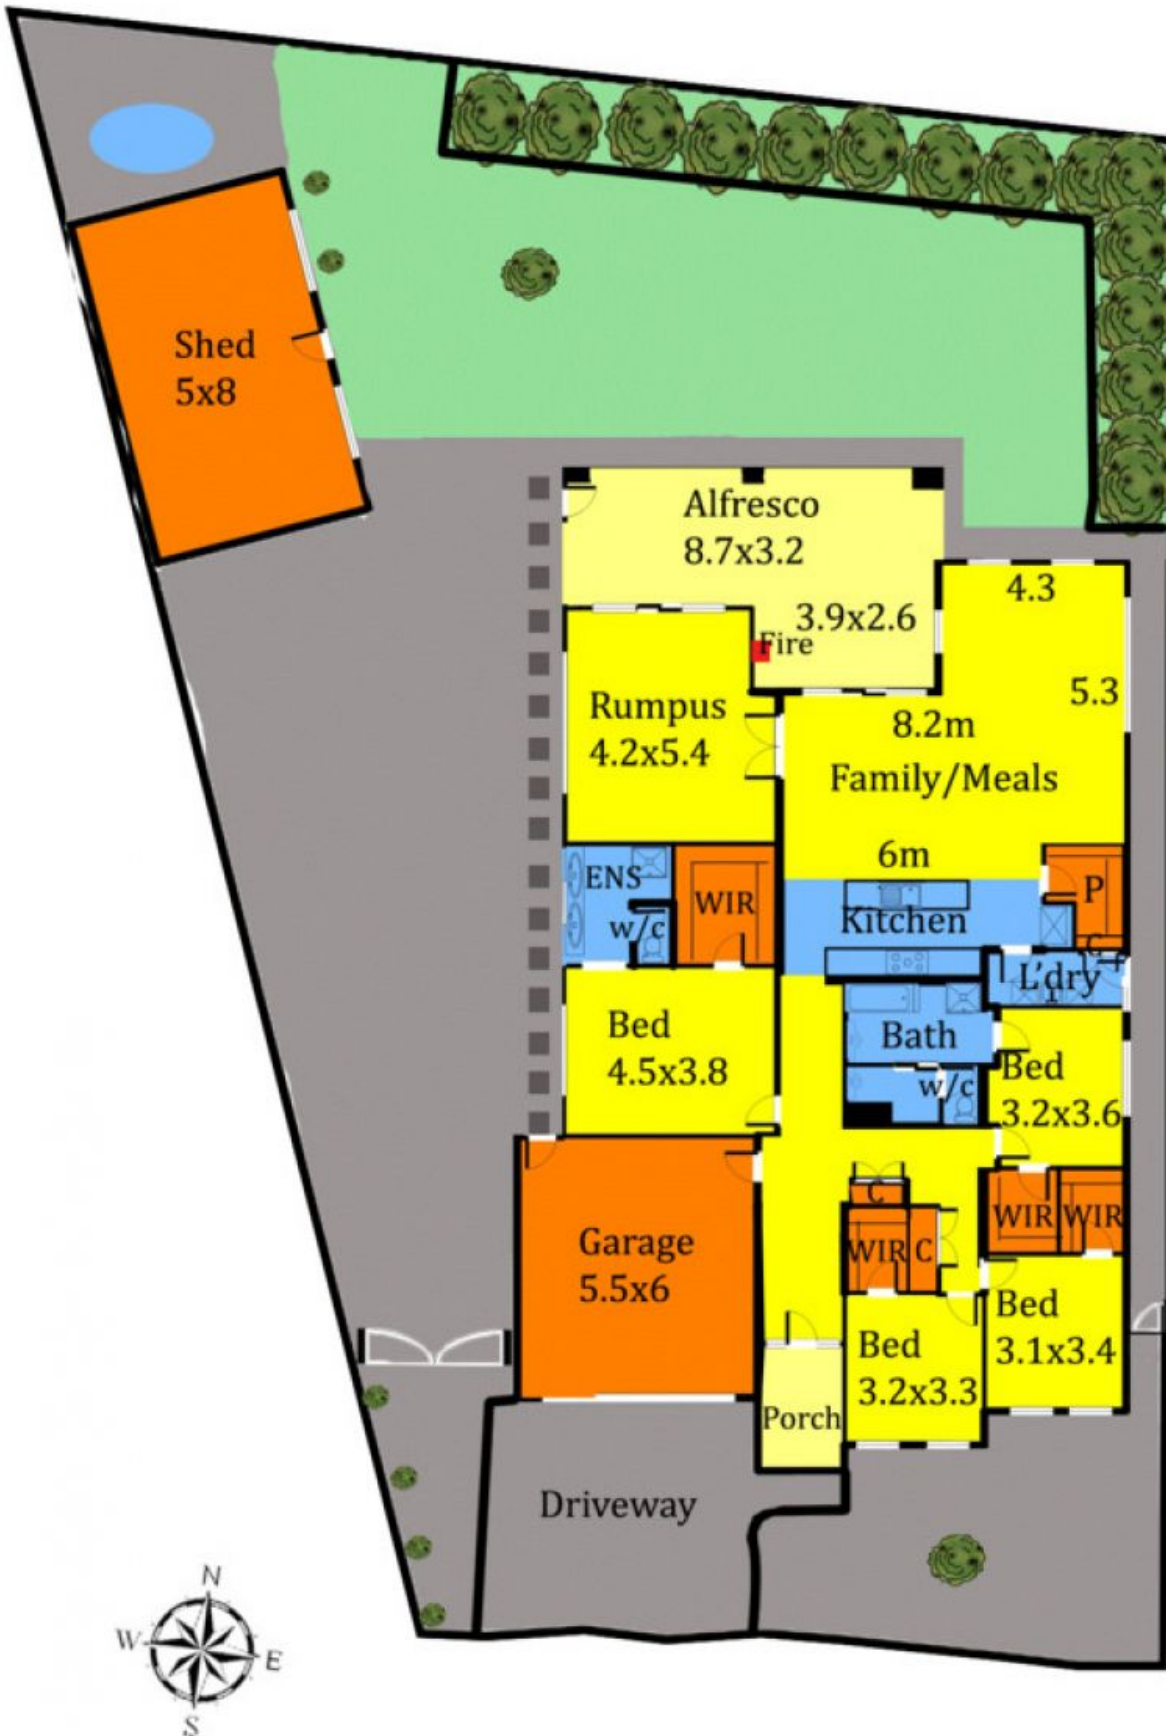 Shed
5x8
Alfresco
8.7x3.2
4.3
3.9x2.6
Fire
5.3
Rumpus
4.2x5.4
8.2m
Family/Meals
6m
ENS
WIR
P
w/c
Kitchen
C
L'dry
Bed
4.5x3.8
Bath
Bed
3.2x3.6
w/c
C
WIR
C
WIR
WIR
Garage
5.5x6
Bed
3.1x3.4
Bed
3.2x3.3
Porch
Driveway
N
W
E
S